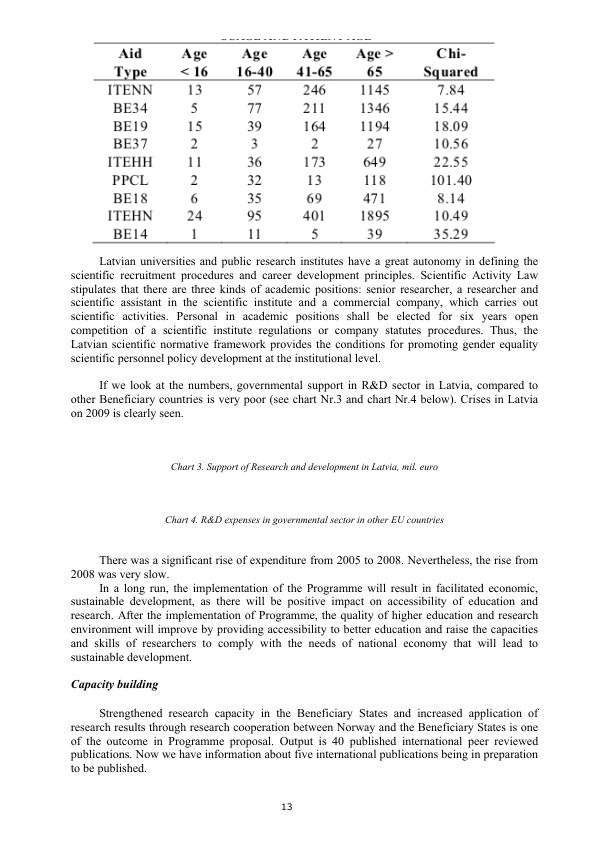 Aid Type Age < 16 Age 16-40 Age 41-65 Age > 65 Chi-Squared
ITENN 13 57 246 1145 7.84
BE34 5 77 211 1346 15.44
BE19 15 39 164 1194 18.09
BE37 2 3 2 27 10.56
ITEHH 11 36 173 649 22.55
PPCL 2 32 13 118 101.40
BE18 6 35 69 471 8.14
ITEHN 24 95 401 1895 10.49
BE14 1 11 5 39 35.29
Latvian universities and public research institutes have a great autonomy in defining the
scientific recruitment procedures and career development principles. Scientific Activity Law
stipulates that there are three kinds of academic positions: senior researcher, a researcher and
scientific assistant in the scientific institute and a commercial company, which carries out
scientific activities. Personal in academic positions shall be elected for six years open
competition of a scientific institute regulations or company statutes procedures. Thus, the
Latvian scientific normative framework provides the conditions for promoting gender equality
scientific personnel policy development at the institutional level.
If we look at the numbers, governmental support in R&D sector in Latvia, compared to
other Beneficiary countries is very poor (see chart Nr.3 and chart Nr.4 below). Crises in Latvia
on 2009 is clearly seen.
Chart 3. Support of Research and development in Latvia, mil. euro
Chart 4. R&D expenses in governmental sector in other EU countries
There was a significant rise of expenditure from 2005 to 2008. Nevertheless, the rise from
2008 was very slow.
In a long run, the implementation of the Programme will result in facilitated economic,
sustainable development, as there will be positive impact on accessibility of education and
research. After the implementation of Programme, the quality of higher education and research
environment will improve by providing accessibility to better education and raise the capacities
and skills of researchers to comply with the needs of national economy that will lead to
sustainable development.
Capacity building
Strengthened research capacity in the Beneficiary States and increased application of
research results through research cooperation between Norway and the Beneficiary States is one
of the outcome in Programme proposal. Output is 40 published international peer reviewed
publications. Now we have information about five international publications being in preparation
to be published.
13